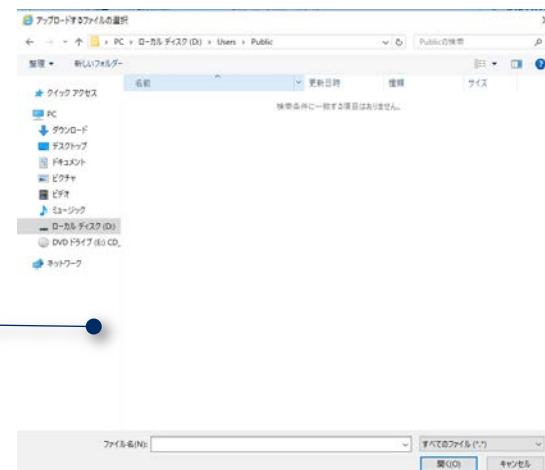 アップロードするファイルの選択
PC › ローカル ディスク (D:) › Users › Public
Publicの検索
整理 新しいフォルダー
名前 更新日時 種類 サイズ
検索条件に一致する項目はありません。
クイック アクセス
PC
ダウンロード
デスクトップ
ドキュメント
ピクチャ
ビデオ
ミュージック
ローカル ディスク (D:)
DVD ドライブ (E:) CD_
ネットワーク
ファイル名(N):
すべてのファイル (*.*)
開く(O) キャンセル